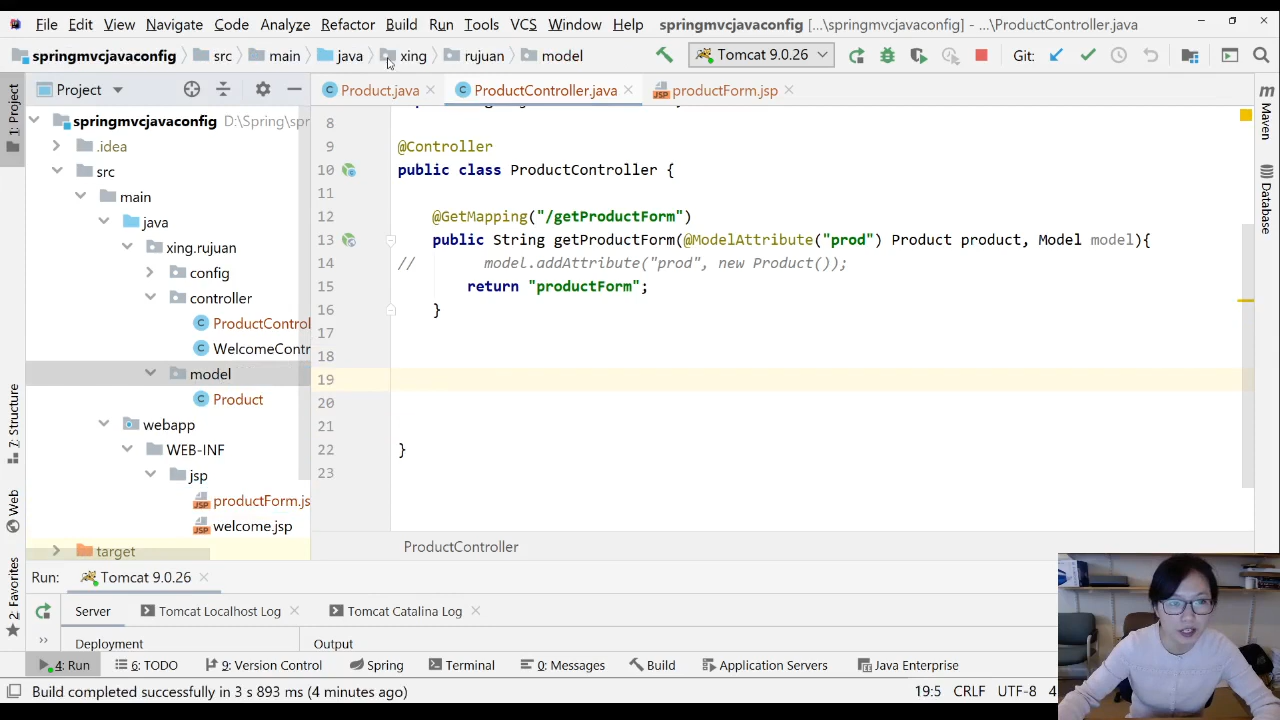 File Edit View Navigate Code Analyze Refactor Build Run Tools VCS Window Help springmvcjavaconfig [...\springmvcjavaconfig] - ...\ProductController.java
springmvcjavaconfig src main java xing rujuan model Tomcat 9.0.26 Git:
Project Product.java ProductController.java productForm.jsp
1: Project
7: Structure
Web
2: Favorites
Maven
Database
springmvcjavaconfig D:\Spring\spr
.idea
src
main
java
xing.rujuan
config
controller
ProductControl
WelcomeContr
model
Product
webapp
WEB-INF
jsp
productForm.js
welcome.jsp
target
8
9 @Controller
10 public class ProductController {
11
12 @GetMapping("/getProductForm")
13 public String getProductForm(@ModelAttribute("prod") Product product, Model model){
14 // model.addAttribute("prod", new Product());
15 return "productForm";
16 }
17
18
19
20
21
22 }
23
ProductController
Run: Tomcat 9.0.26
Server Tomcat Localhost Log Tomcat Catalina Log
Deployment Output
4: Run 6: TODO 9: Version Control Spring Terminal 0: Messages Build Application Servers Java Enterprise
Build completed successfully in 3 s 893 ms (4 minutes ago) 19:5 CRLF UTF-8 4